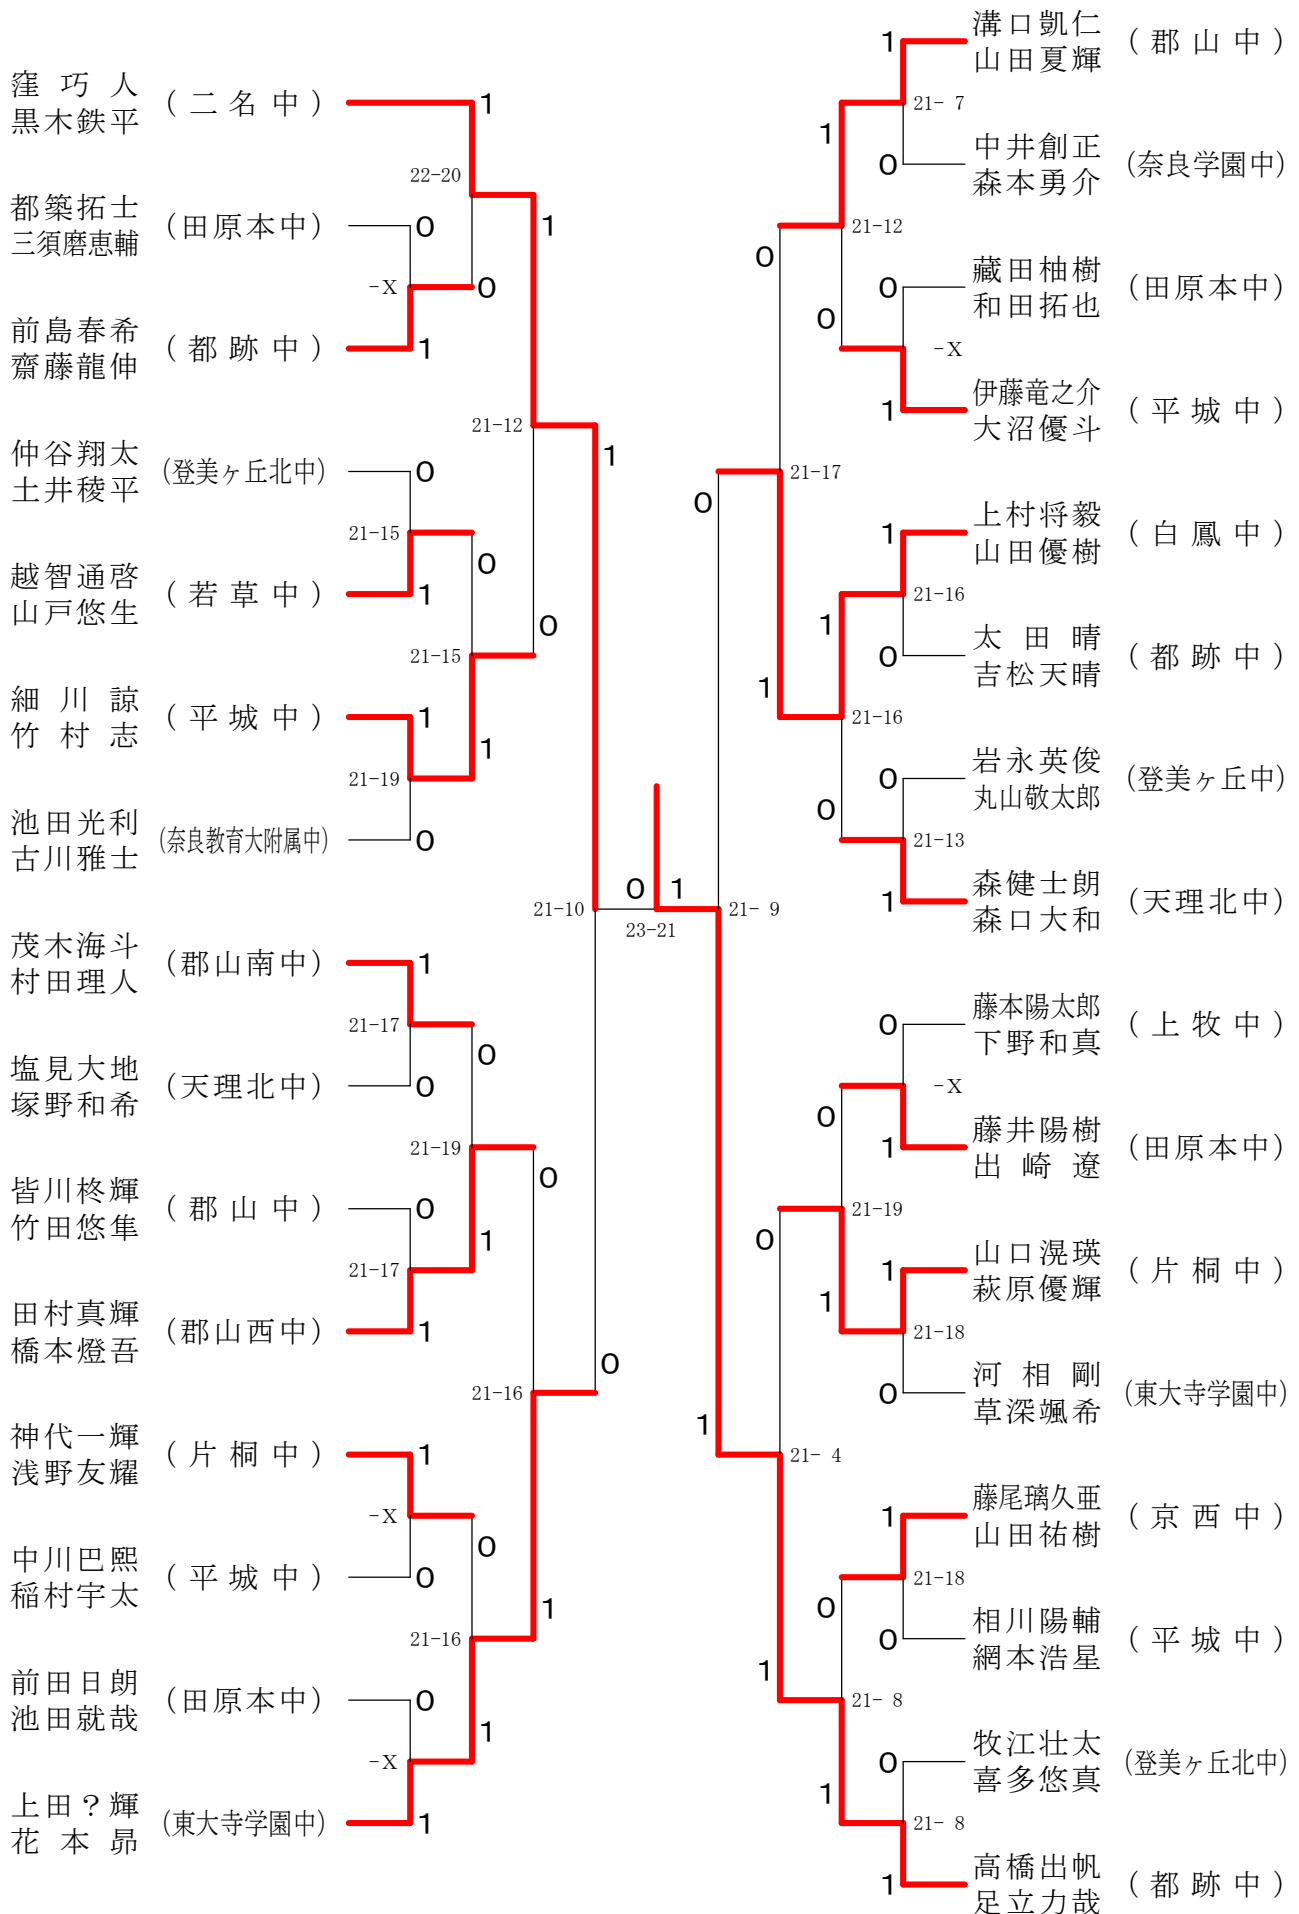 窪巧人
黒木鉄平
(二名中)
1
22-20
都築拓士
三須磨恵輔
(田原本中)
0
-X
0
前島春希
齋藤龍伸
(都跡中)
1
1
21-12
仲谷翔太
土井稜平
(登美ヶ丘北中)
0
21-15
0
越智通啓
山戸悠生
(若草中)
1
21-15
0
細川諒
竹村志
(平城中)
1
21-19
1
池田光利
古川雅士
(奈良教育大附属中)
0
1
21-10
茂木海斗
村田理人
(郡山南中)
1
21-17
0
塩見大地
塚野和希
(天理北中)
0
21-19
0
皆川柊輝
竹田悠隼
(郡山中)
0
21-17
1
田村真輝
橋本燈吾
(郡山西中)
1
21-16
0
神代一輝
浅野友耀
(片桐中)
1
-X
0
中川巴熙
稲村宇太
(平城中)
0
21-16
1
前田日朗
池田就哉
(田原本中)
0
-X
1
上田?輝
花本昴
(東大寺学園中)
1
0
1
23-21
溝口凱仁
山田夏輝
(郡山中)
1
21- 7
1
中井創正
森本勇介
(奈良学園中)
0
21-12
0
藏田柚樹
和田拓也
(田原本中)
0
-X
0
伊藤竜之介
大沼優斗
(平城中)
1
21-17
0
上村将毅
山田優樹
(白鳳中)
1
21-16
1
太田晴
吉松天晴
(都跡中)
0
21-16
1
岩永英俊
丸山敬太郎
(登美ヶ丘中)
0
21-13
0
森健士朗
森口大和
(天理北中)
1
21- 9
藤本陽太郎
下野和真
(上牧中)
0
-X
0
藤井陽樹
出崎遼
(田原本中)
1
21-19
0
山口滉瑛
萩原優輝
(片桐中)
1
21-18
1
河相剛
草深颯希
(東大寺学園中)
0
21- 4
1
藤尾璃久亜
山田祐樹
(京西中)
1
21-18
0
相川陽輔
網本浩星
(平城中)
0
21- 8
1
牧江壮太
喜多悠真
(登美ヶ丘北中)
0
21- 8
1
高橋出帆
足立力哉
(都跡中)
1